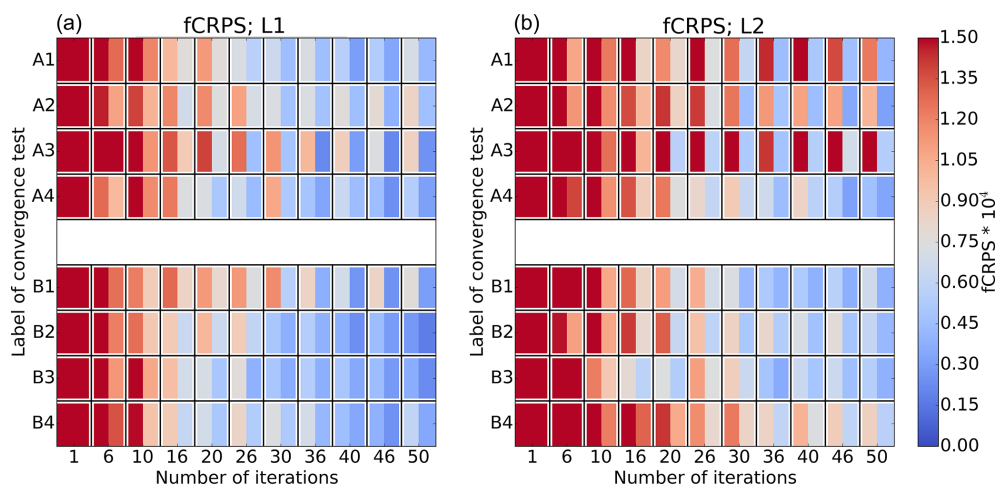 (a)
fCRPS; L1
(b)
fCRPS; L2
Label of convergence test
A1
A2
A3
A4
B1
B2
B3
B4
1 6 10 16 20 26 30 36 40 46 50
Number of iterations
Label of convergence test
A1
A2
A3
A4
B1
B2
B3
B4
1 6 10 16 20 26 30 36 40 46 50
Number of iterations
1.50
1.35
1.20
1.05
0.90
0.75
0.60
0.45
0.30
0.15
0.00
fCRPS * 10⁴